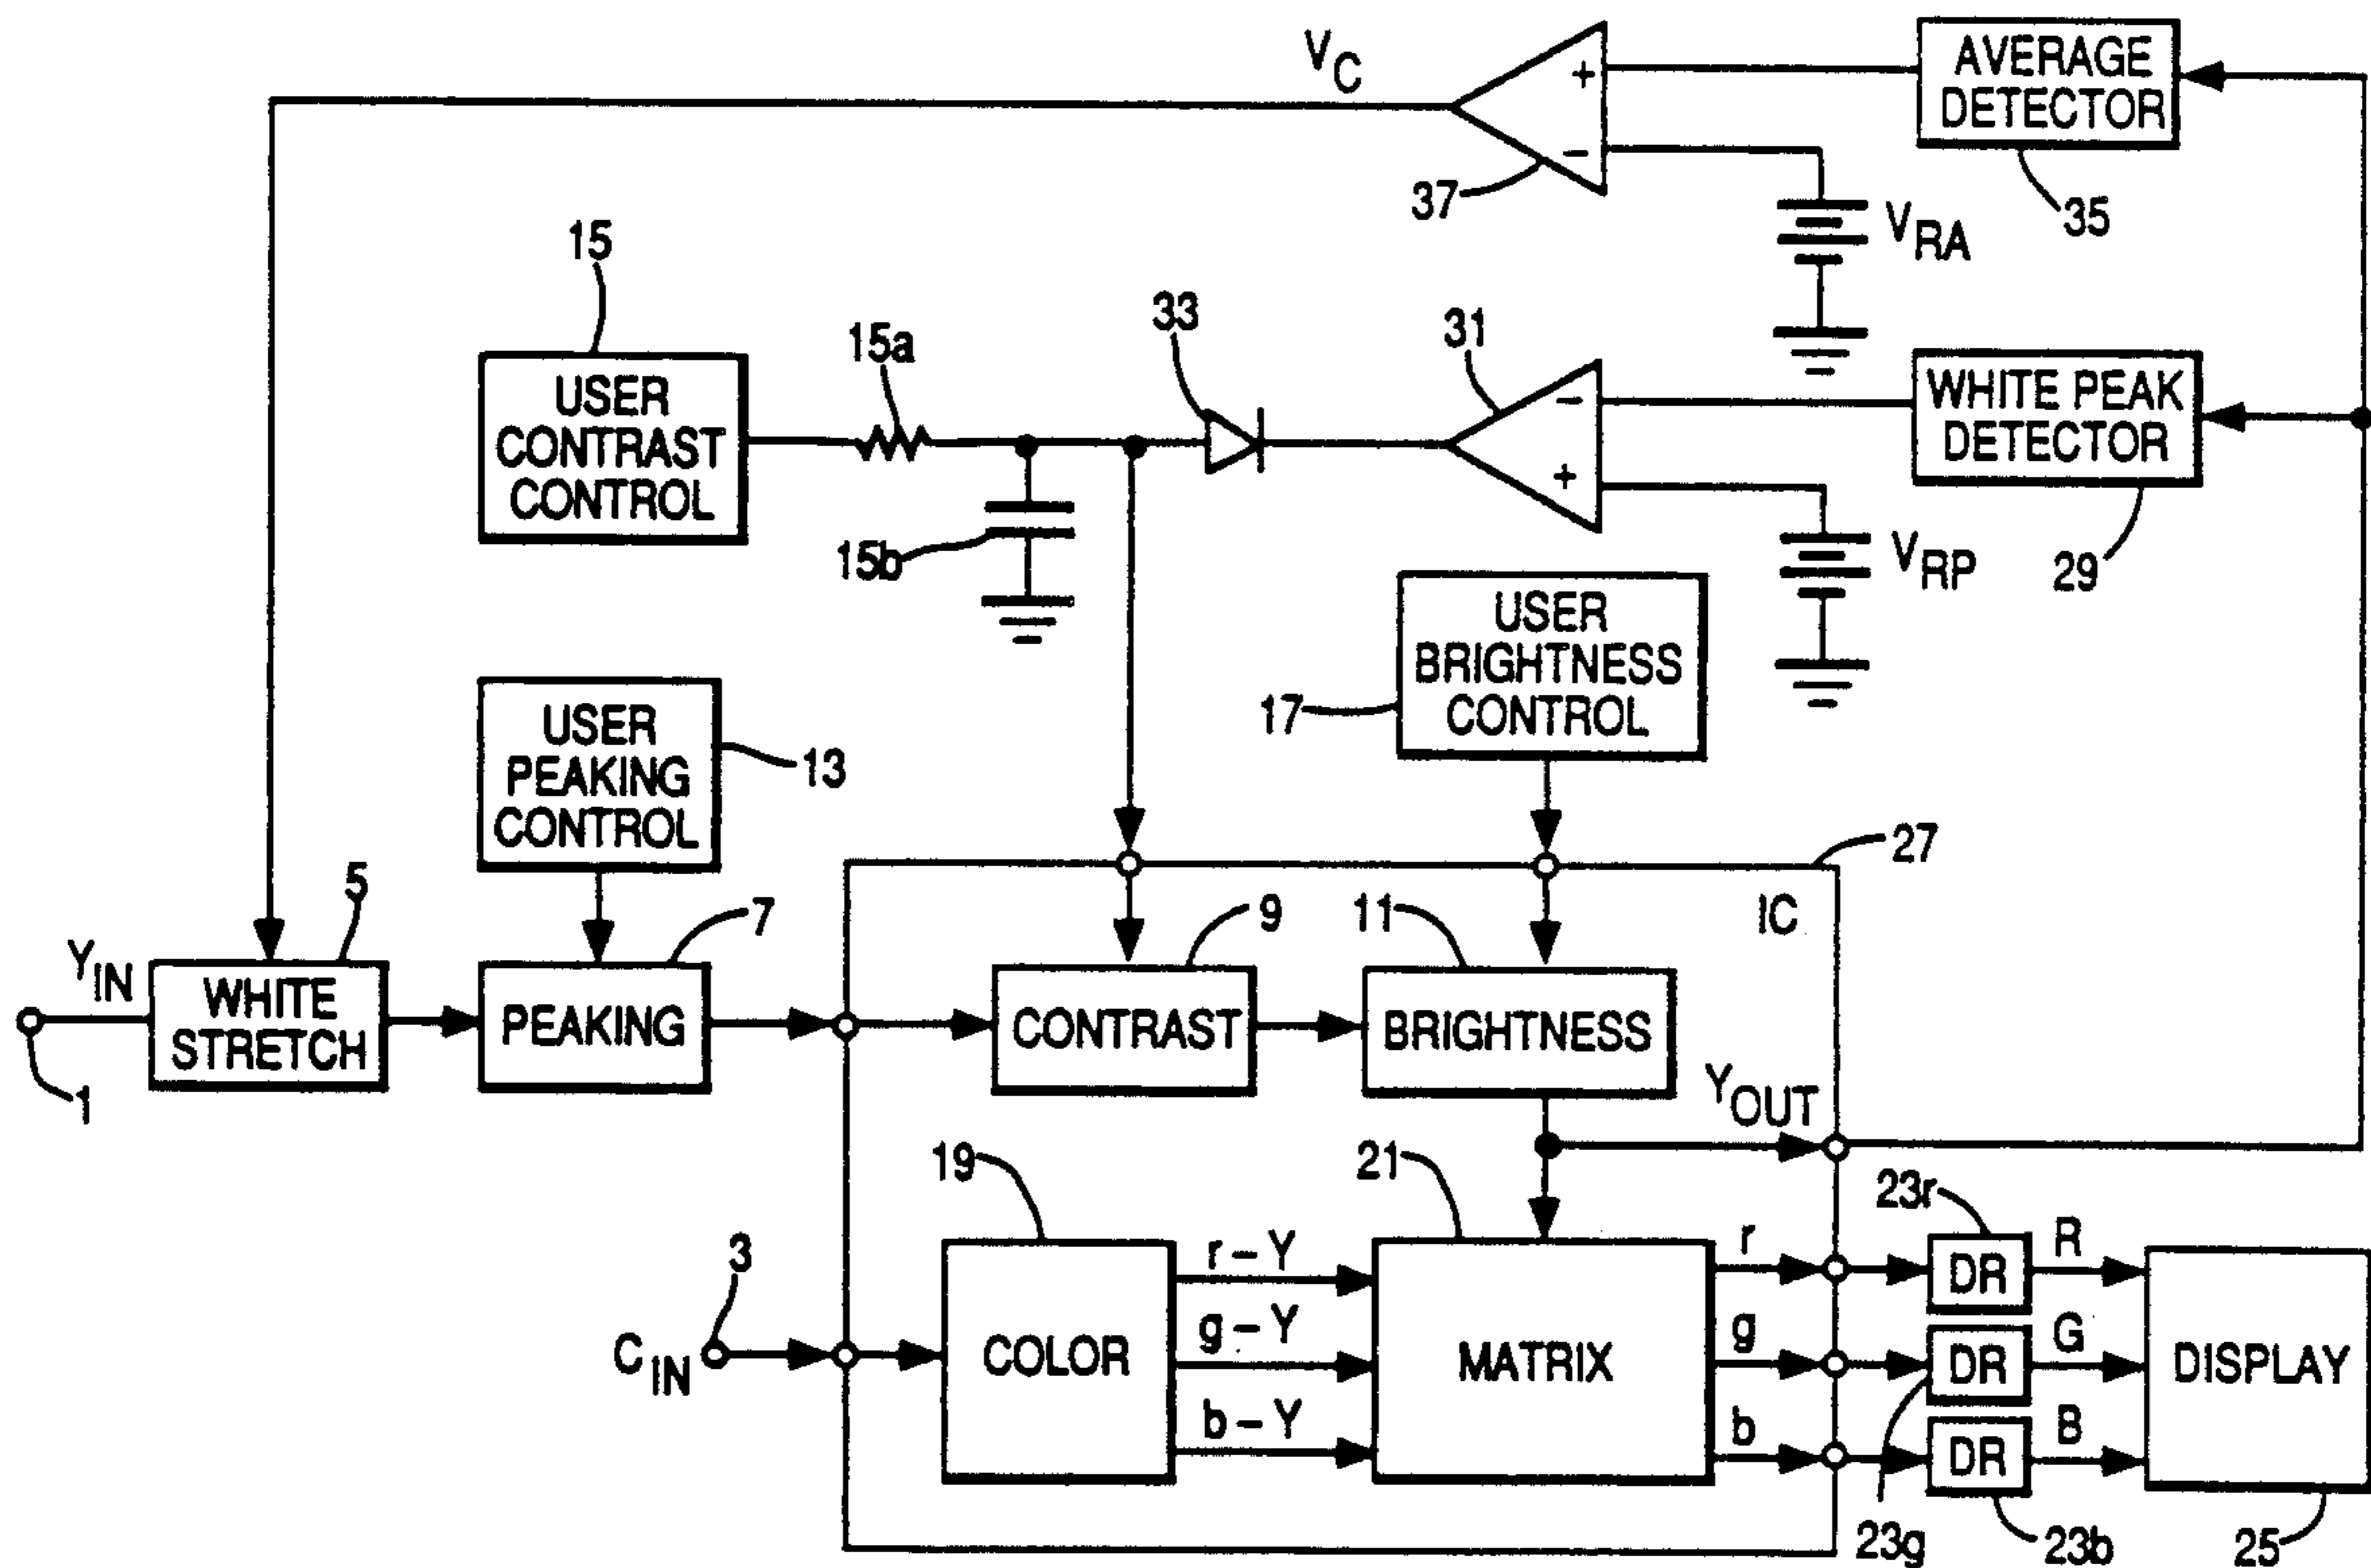 V_C
AVERAGE
DETECTOR
+
−
37
V_RA
35
15
USER
CONTRAST
CONTROL
15a
15b
33
31
−
+
WHITE PEAK
DETECTOR
29
V_RP
USER
BRIGHTNESS
CONTROL
17
USER
PEAKING
CONTROL
13
27
IC
5
7
9
11
Y_IN
WHITE
STRETCH
PEAKING
CONTRAST
BRIGHTNESS
1
Y_OUT
19
21
23r
3
C_IN
COLOR
r – Y
g – Y
b – Y
MATRIX
r
g
b
DR
DR
DR
R
G
B
DISPLAY
23g
23b
25